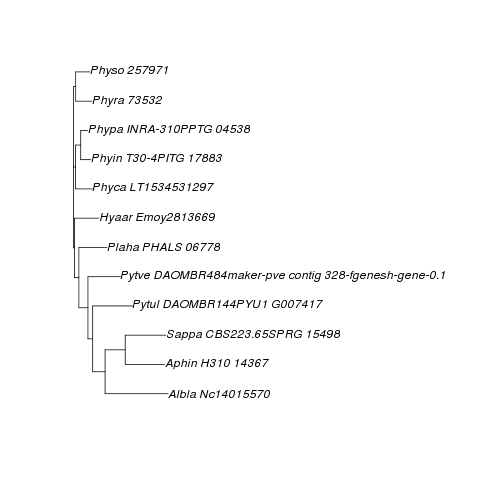 Physo 257971
Phyra 73532
Phypa INRA-310PPTG 04538
Phyin T30-4PITG 17883
Phyca LT1534531297
Hyaar Emoy2813669
Plaha PHALS 06778
Pytve DAOMBR484maker-pve contig 328-fgenesh-gene-0.1
Pytul DAOMBR144PYU1 G007417
Sappa CBS223.65SPRG 15498
Aphin H310 14367
Albla Nc14015570